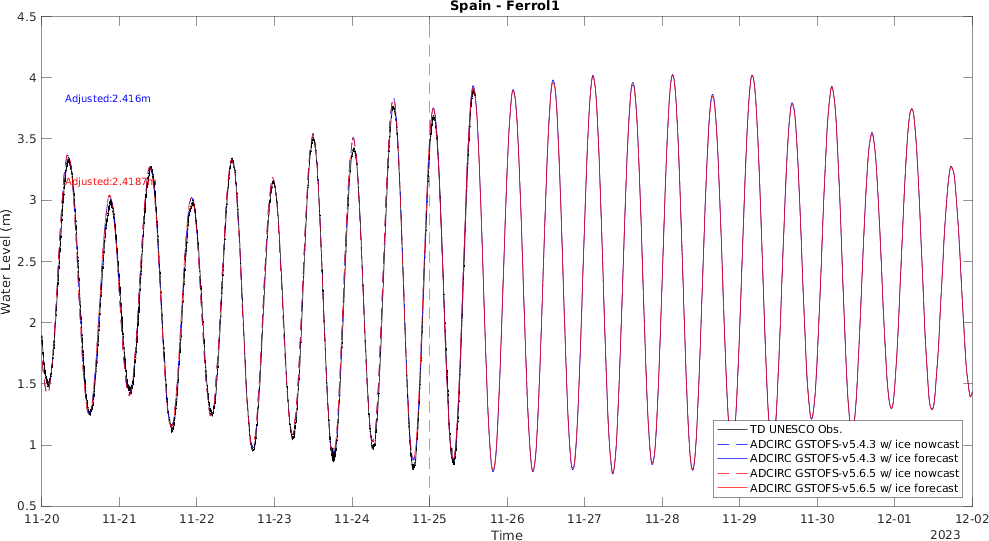 Spain - Ferrol1
4.5
4
3.5
3
2.5
2
1.5
1
0.5
Water Level (m)
Adjusted:2.416m
Adjusted:2.4187m
TD UNESCO Obs.
ADCIRC GSTOFS-v5.4.3 w/ ice nowcast
ADCIRC GSTOFS-v5.4.3 w/ ice forecast
ADCIRC GSTOFS-v5.6.5 w/ ice nowcast
ADCIRC GSTOFS-v5.6.5 w/ ice forecast
11-20 11-21 11-22 11-23 11-24 11-25 11-26 11-27 11-28 11-29 11-30 12-01 12-02
Time
2023